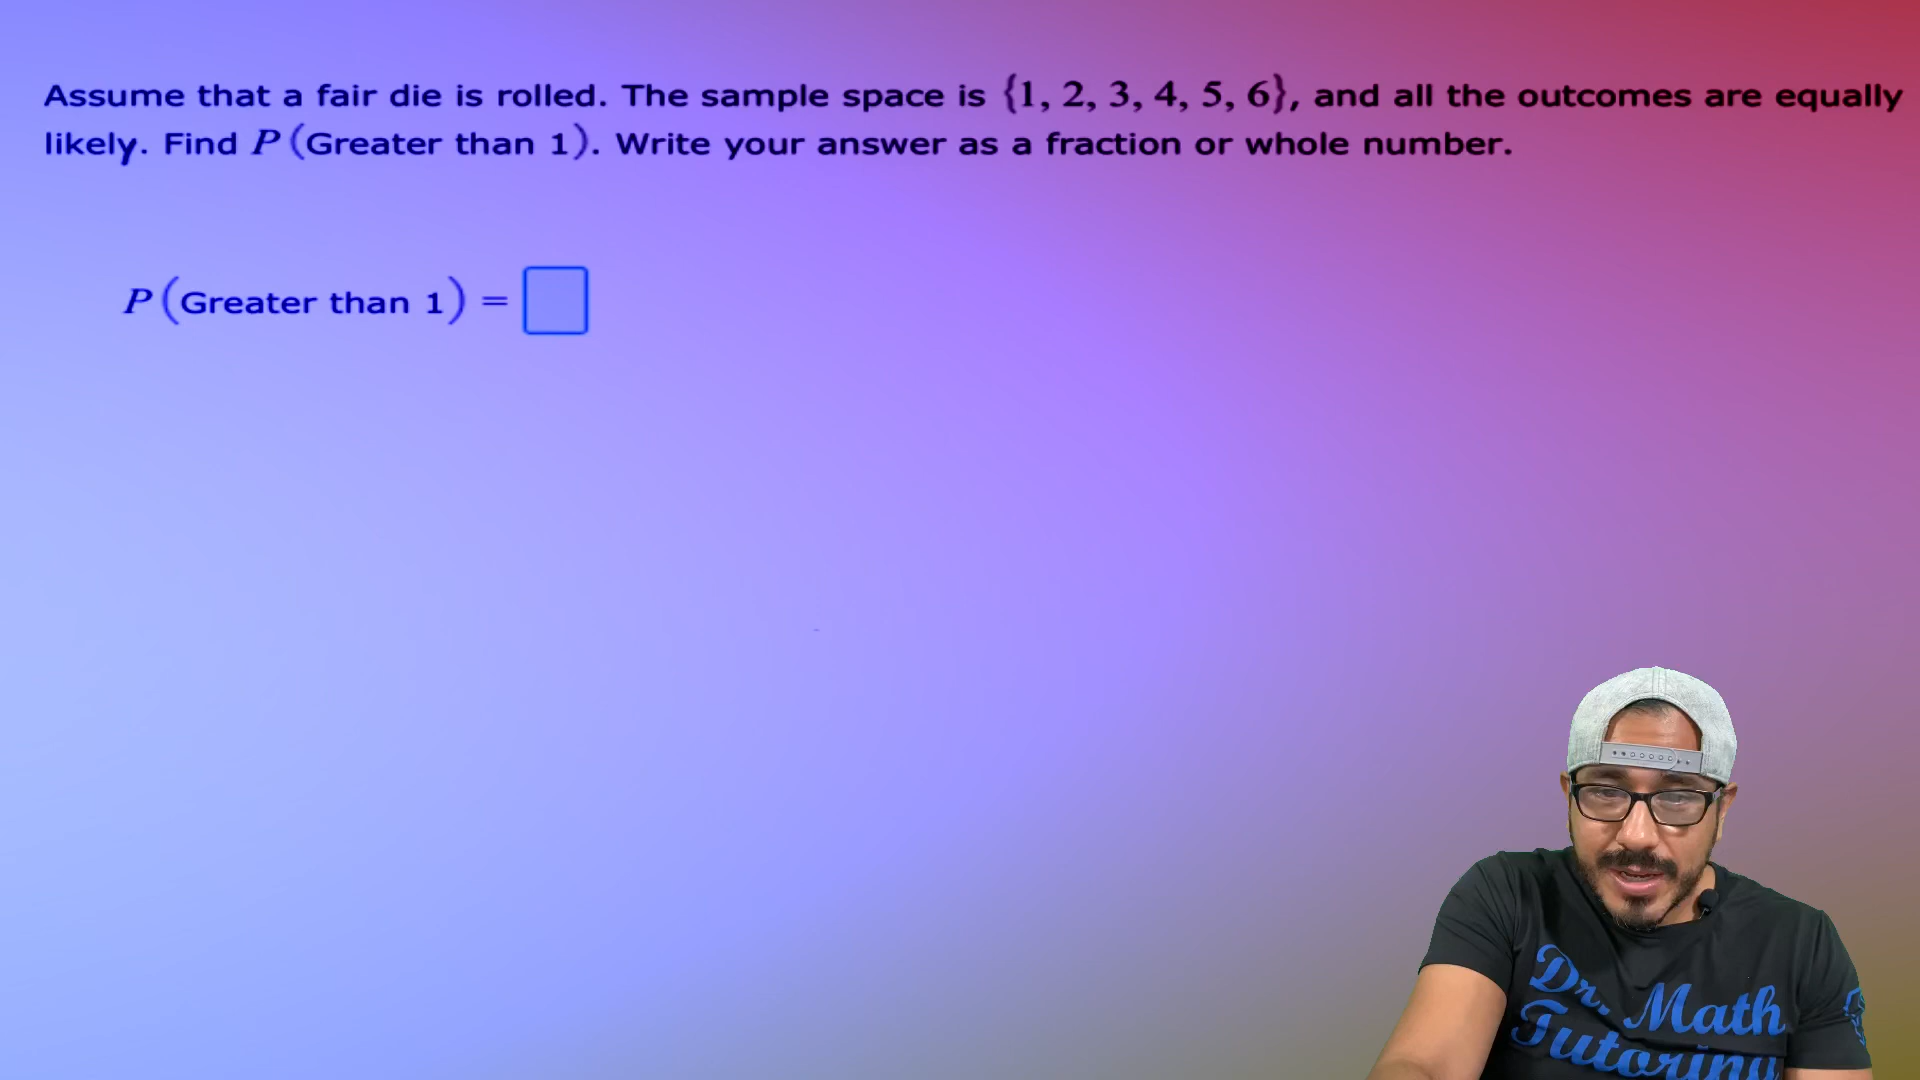 Assume that a fair die is rolled. The sample space is {1, 2, 3, 4, 5, 6}, and all the outcomes are equally
likely. Find P (Greater than 1). Write your answer as a fraction or whole number.
P (Greater than 1) =
Dr. Math
Tutoring